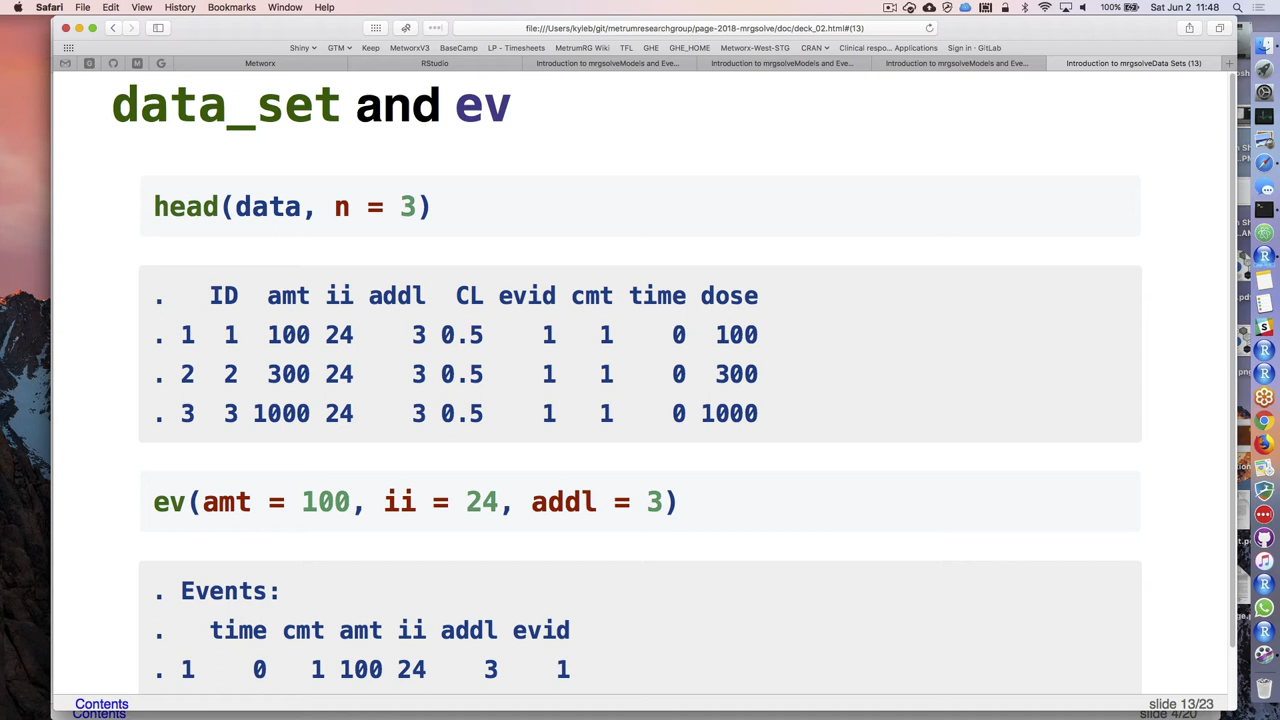 Safari File Edit View History Bookmarks Window Help 100% Sat Jun 2 11:48
file:///Users/kyleb/git/metrumresearchgroup/page-2018-mrgsolve/doc/deck_02.html#(13)
Shiny GTM Keep MetworxV3 BaseCamp LP - Timesheets MetrumRG Wiki TFL GHE GHE_HOME Metworx-West-STG CRAN Clinical respo... Applications Sign in · GitLab
Metworx RStudio Introduction to mrgsolveModels and Eve... Introduction to mrgsolveModels and Eve... Introduction to mrgsolveModels and Eve... Introduction to mrgsolveData Sets (13)
data_set and ev
head(data, n = 3)
. ID amt ii addl CL evid cmt time dose
. 1 1 100 24 3 0.5 1 1 0 100
. 2 2 300 24 3 0.5 1 1 0 300
. 3 3 1000 24 3 0.5 1 1 0 1000
ev(amt = 100, ii = 24, addl = 3)
. Events:
. time cmt amt ii addl evid
. 1 0 1 100 24 3 1
Contents slide 13/23
Contents slide 4/20